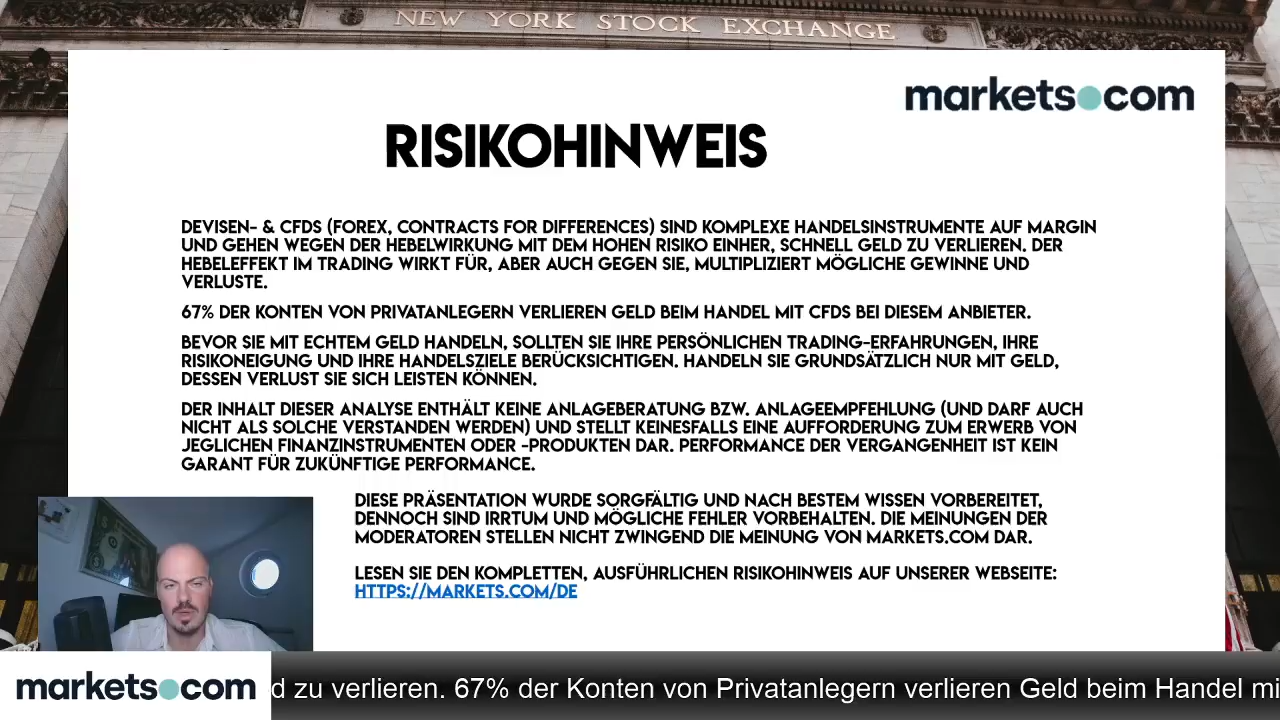 NEW YORK STOCK EXCHANGE
markets.com
RISIKOHINWEIS
DEVISEN- & CFDS (FOREX, CONTRACTS FOR DIFFERENCES) SIND KOMPLEXE HANDELSINSTRUMENTE AUF MARGIN
UND GEHEN WEGEN DER HEBELWIRKUNG MIT DEM HOHEN RISIKO EINHER, SCHNELL GELD ZU VERLIEREN. DER
HEBELEFFEKT IM TRADING WIRKT FÜR, ABER AUCH GEGEN SIE, MULTIPLIZIERT MÖGLICHE GEWINNE UND
VERLUSTE.
67% DER KONTEN VON PRIVATANLEGERN VERLIEREN GELD BEIM HANDEL MIT CFDS BEI DIESEM ANBIETER.
BEVOR SIE MIT ECHTEM GELD HANDELN, SOLLTEN SIE IHRE PERSÖNLICHEN TRADING-ERFAHRUNGEN, IHRE
RISIKONEIGUNG UND IHRE HANDELSZIELE BERÜCKSICHTIGEN. HANDELN SIE GRUNDSÄTZLICH NUR MIT GELD,
DESSEN VERLUST SIE SICH LEISTEN KÖNNEN.
DER INHALT DIESER ANALYSE ENTHÄLT KEINE ANLAGEBERATUNG BZW. ANLAGEEMPFEHLUNG (UND DARF AUCH
NICHT ALS SOLCHE VERSTANDEN WERDEN) UND STELLT KEINESFALLS EINE AUFFORDERUNG ZUM ERWERB VON
JEGLICHEN FINANZINSTRUMENTEN ODER -PRODUKTEN DAR. PERFORMANCE DER VERGANGENHEIT IST KEIN
GARANT FÜR ZUKÜNFTIGE PERFORMANCE.
DIESE PRÄSENTATION WURDE SORGFÄLTIG UND NACH BESTEM WISSEN VORBEREITET,
DENNOCH SIND IRRTUM UND MÖGLICHE FEHLER VORBEHALTEN. DIE MEINUNGEN DER
MODERATOREN STELLEN NICHT ZWINGEND DIE MEINUNG VON MARKETS.COM DAR.
LESEN SIE DEN KOMPLETTEN, AUSFÜHRLICHEN RISIKOHINWEIS AUF UNSERER WEBSEITE:
HTTPS://MARKETS.COM/DE
markets.com
d zu verlieren. 67% der Konten von Privatanlegern verlieren Geld beim Handel mi